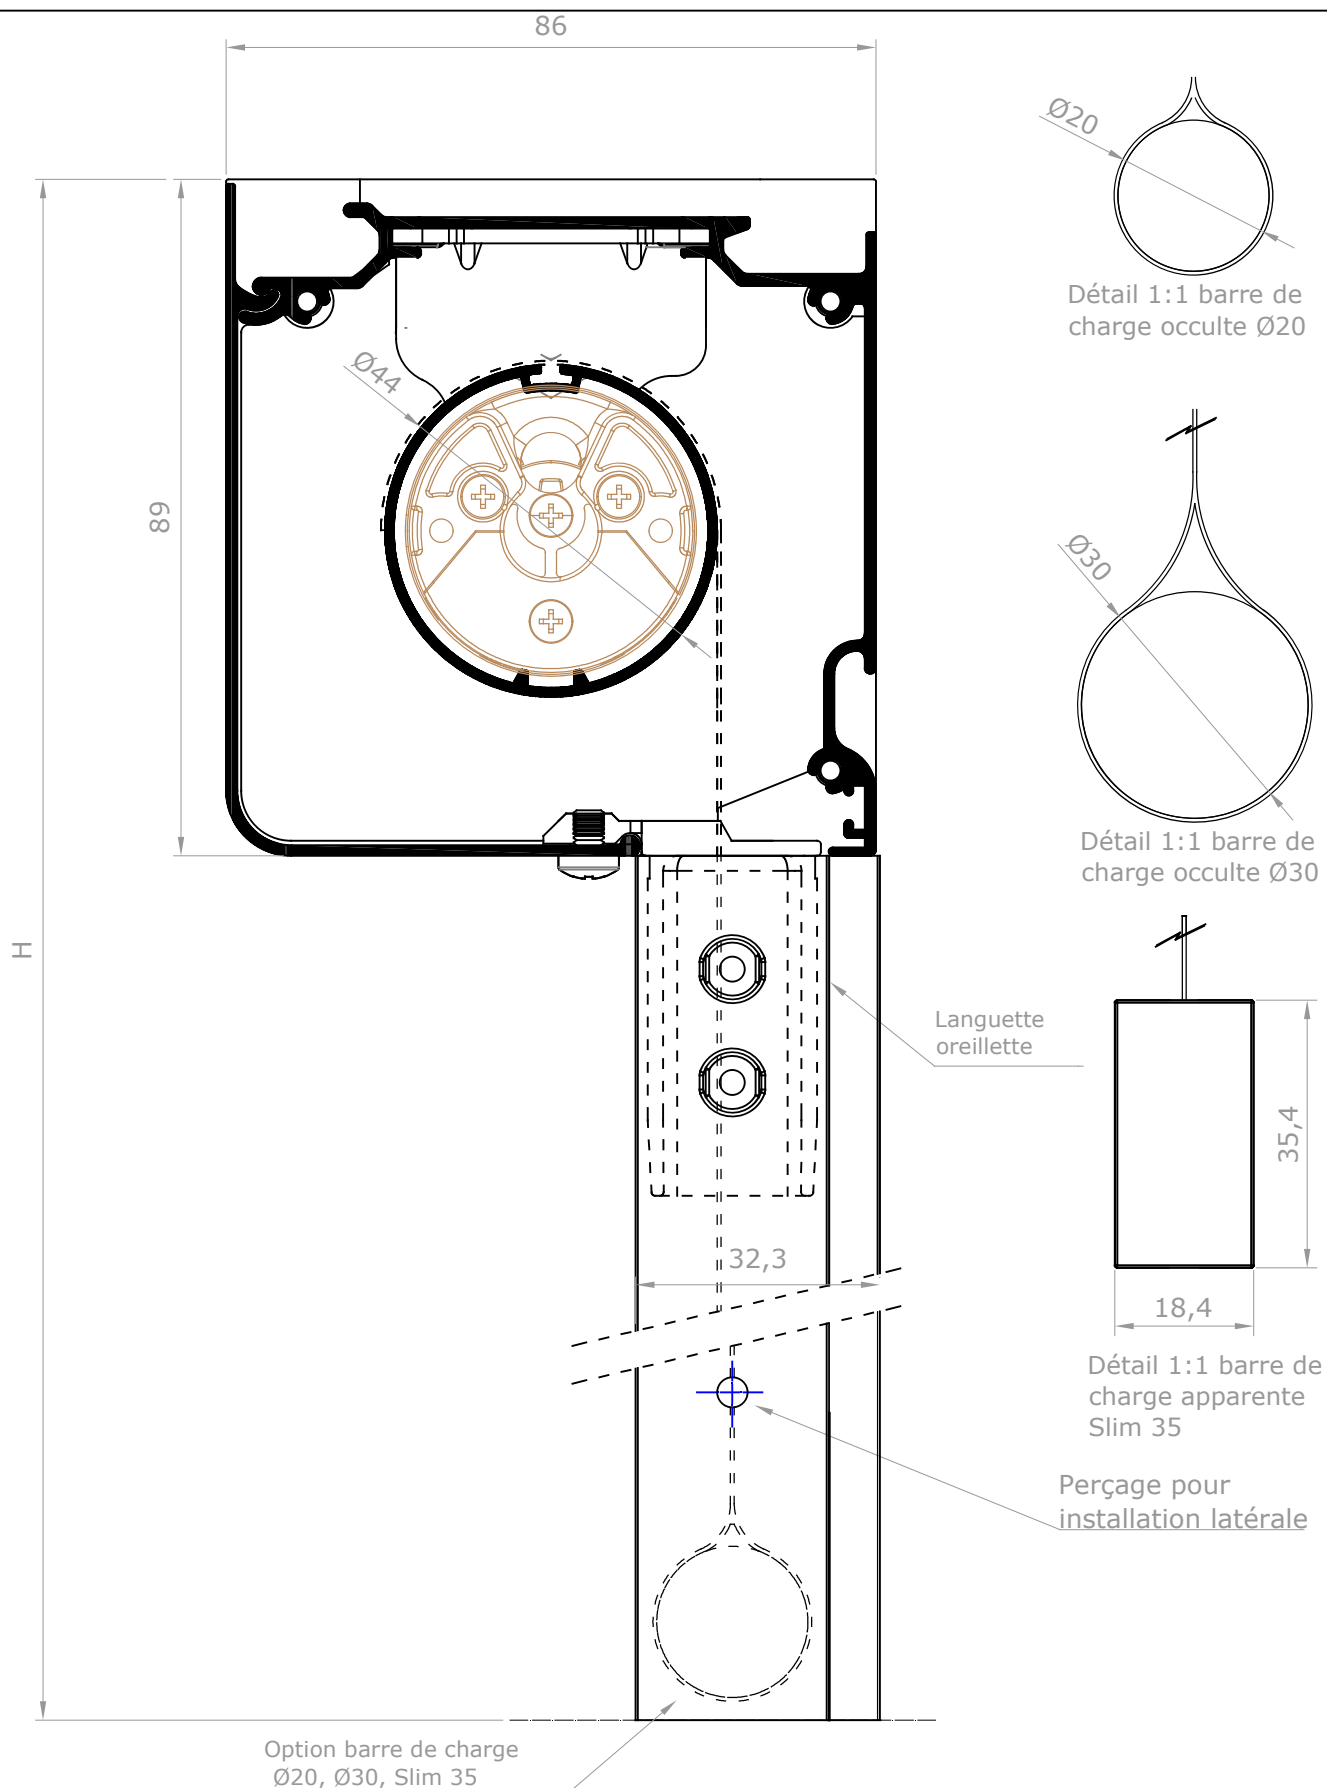 86
Ø20
Détail 1:1 barre de
charge occulte Ø20
Ø44
89
Ø30
Détail 1:1 barre de
charge occulte Ø30
H
Languette
oreillette
35,4
32,3
18,4
Détail 1:1 barre de
charge apparente
Slim 35
Perçage pour
installation latérale
Option barre de charge
Ø20, Ø30, Slim 35